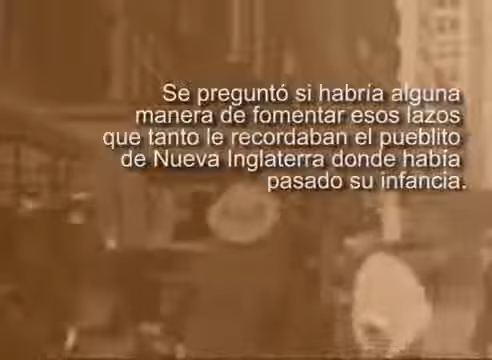 Se preguntó si habría alguna
manera de fomentar esos lazos
que tanto le recordaban el pueblito
de Nueva Inglaterra donde había
pasado su infancia.